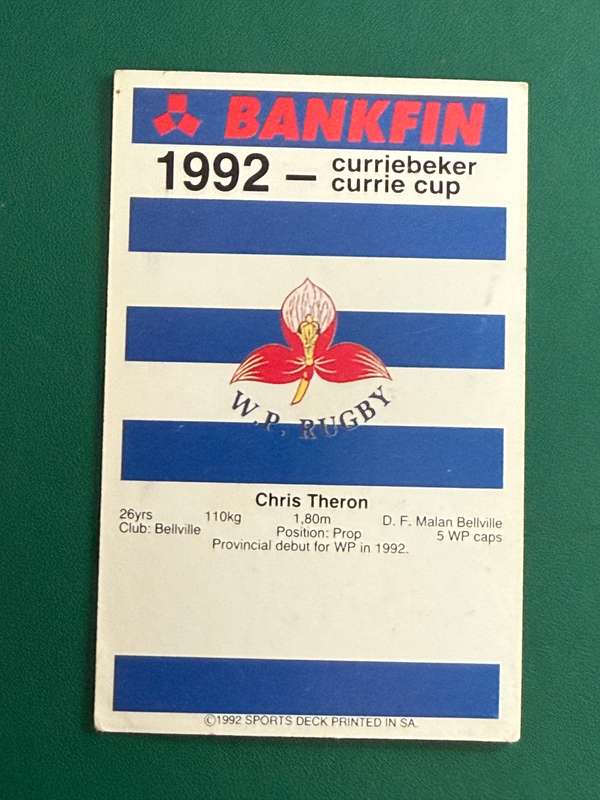 BANKFIN
1992 – curriebeker
currie cup
W.P. RUGBY
Chris Theron
26yrs 110kg 1,80m D. F. Malan Bellville
Club: Bellville Position: Prop 5 WP caps
Provincial debut for WP in 1992.
©1992 SPORTS DECK PRINTED IN SA.